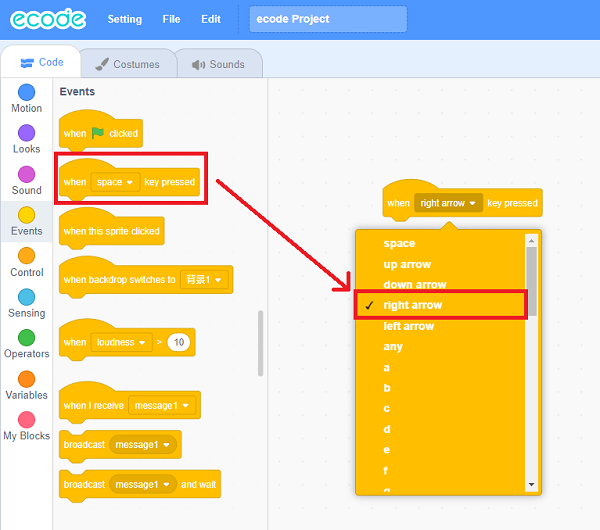 ecode Setting File Edit ecode Project
Code Costumes Sounds
Motion
Looks
Sound
Events
Control
Sensing
Operators
Variables
My Blocks
Events
when clicked
when space key pressed
when this sprite clicked
when backdrop switches to 背景1
when loudness > 10
when I receive message1
broadcast message1
broadcast message1 and wait
when right arrow key pressed
space
up arrow
down arrow
✓ right arrow
left arrow
any
a
b
c
d
e
f
g